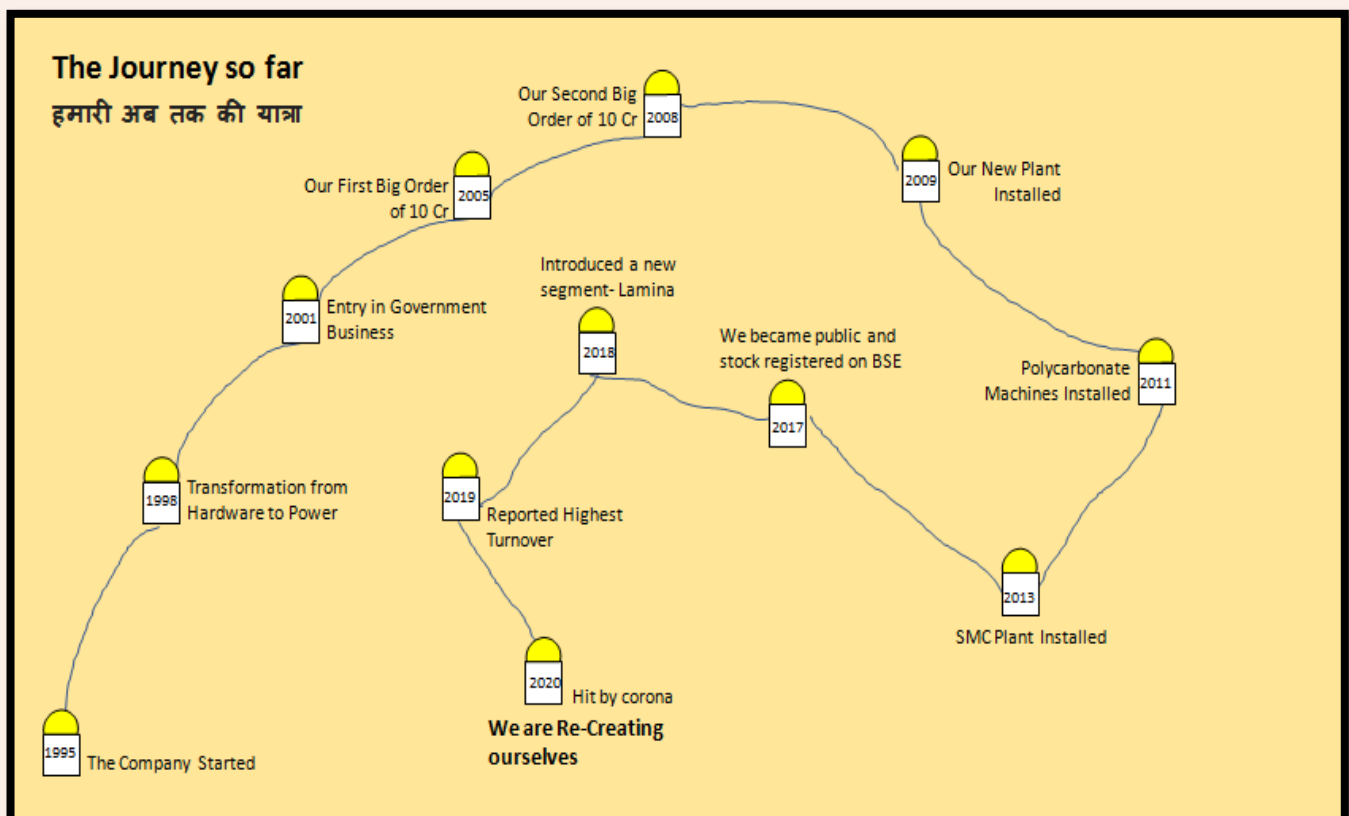 The Journey so far
हमारी अब तक की यात्रा
1995
The Company Started
1998
Transformation from
Hardware to Power
2001
Entry in Government
Business
2005
Our First Big Order
of 10 Cr
2008
Our Second Big
Order of 10 Cr
2009
Our New Plant
Installed
2011
Polycarbonate
Machines Installed
2013
SMC Plant Installed
2017
We became public and
stock registered on BSE
2018
Introduced a new
segment- Lamina
2019
Reported Highest
Turnover
2020
Hit by corona
We are Re-Creating
ourselves